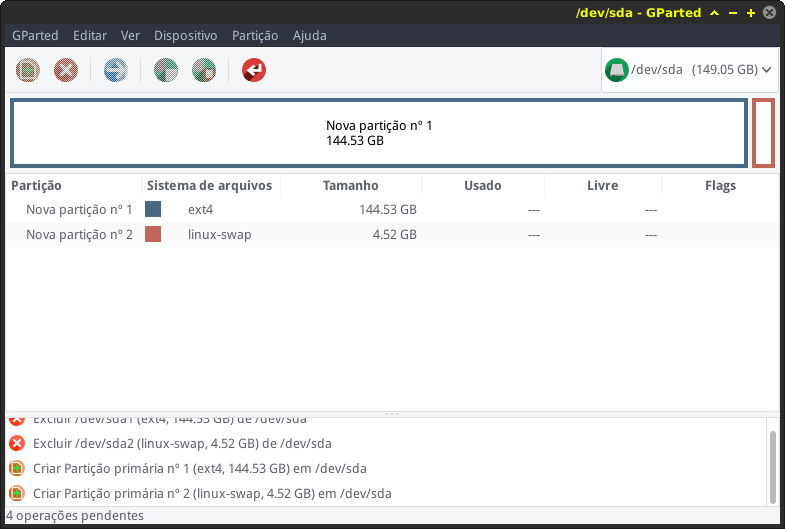 /dev/sda - GParted
GParted Editar Ver Dispositivo Partição Ajuda
/dev/sda (149.05 GB)
Nova partição nº 1
144.53 GB
Partição Sistema de arquivos Tamanho Usado Livre Flags
Nova partição nº 1 ext4 144.53 GB --- ---
Nova partição nº 2 linux-swap 4.52 GB --- ---
Excluir /dev/sda1 (ext4, 144.53 GB) de /dev/sda
Excluir /dev/sda2 (linux-swap, 4.52 GB) de /dev/sda
Criar Partição primária nº 1 (ext4, 144.53 GB) em /dev/sda
Criar Partição primária nº 2 (linux-swap, 4.52 GB) em /dev/sda
4 operações pendentes